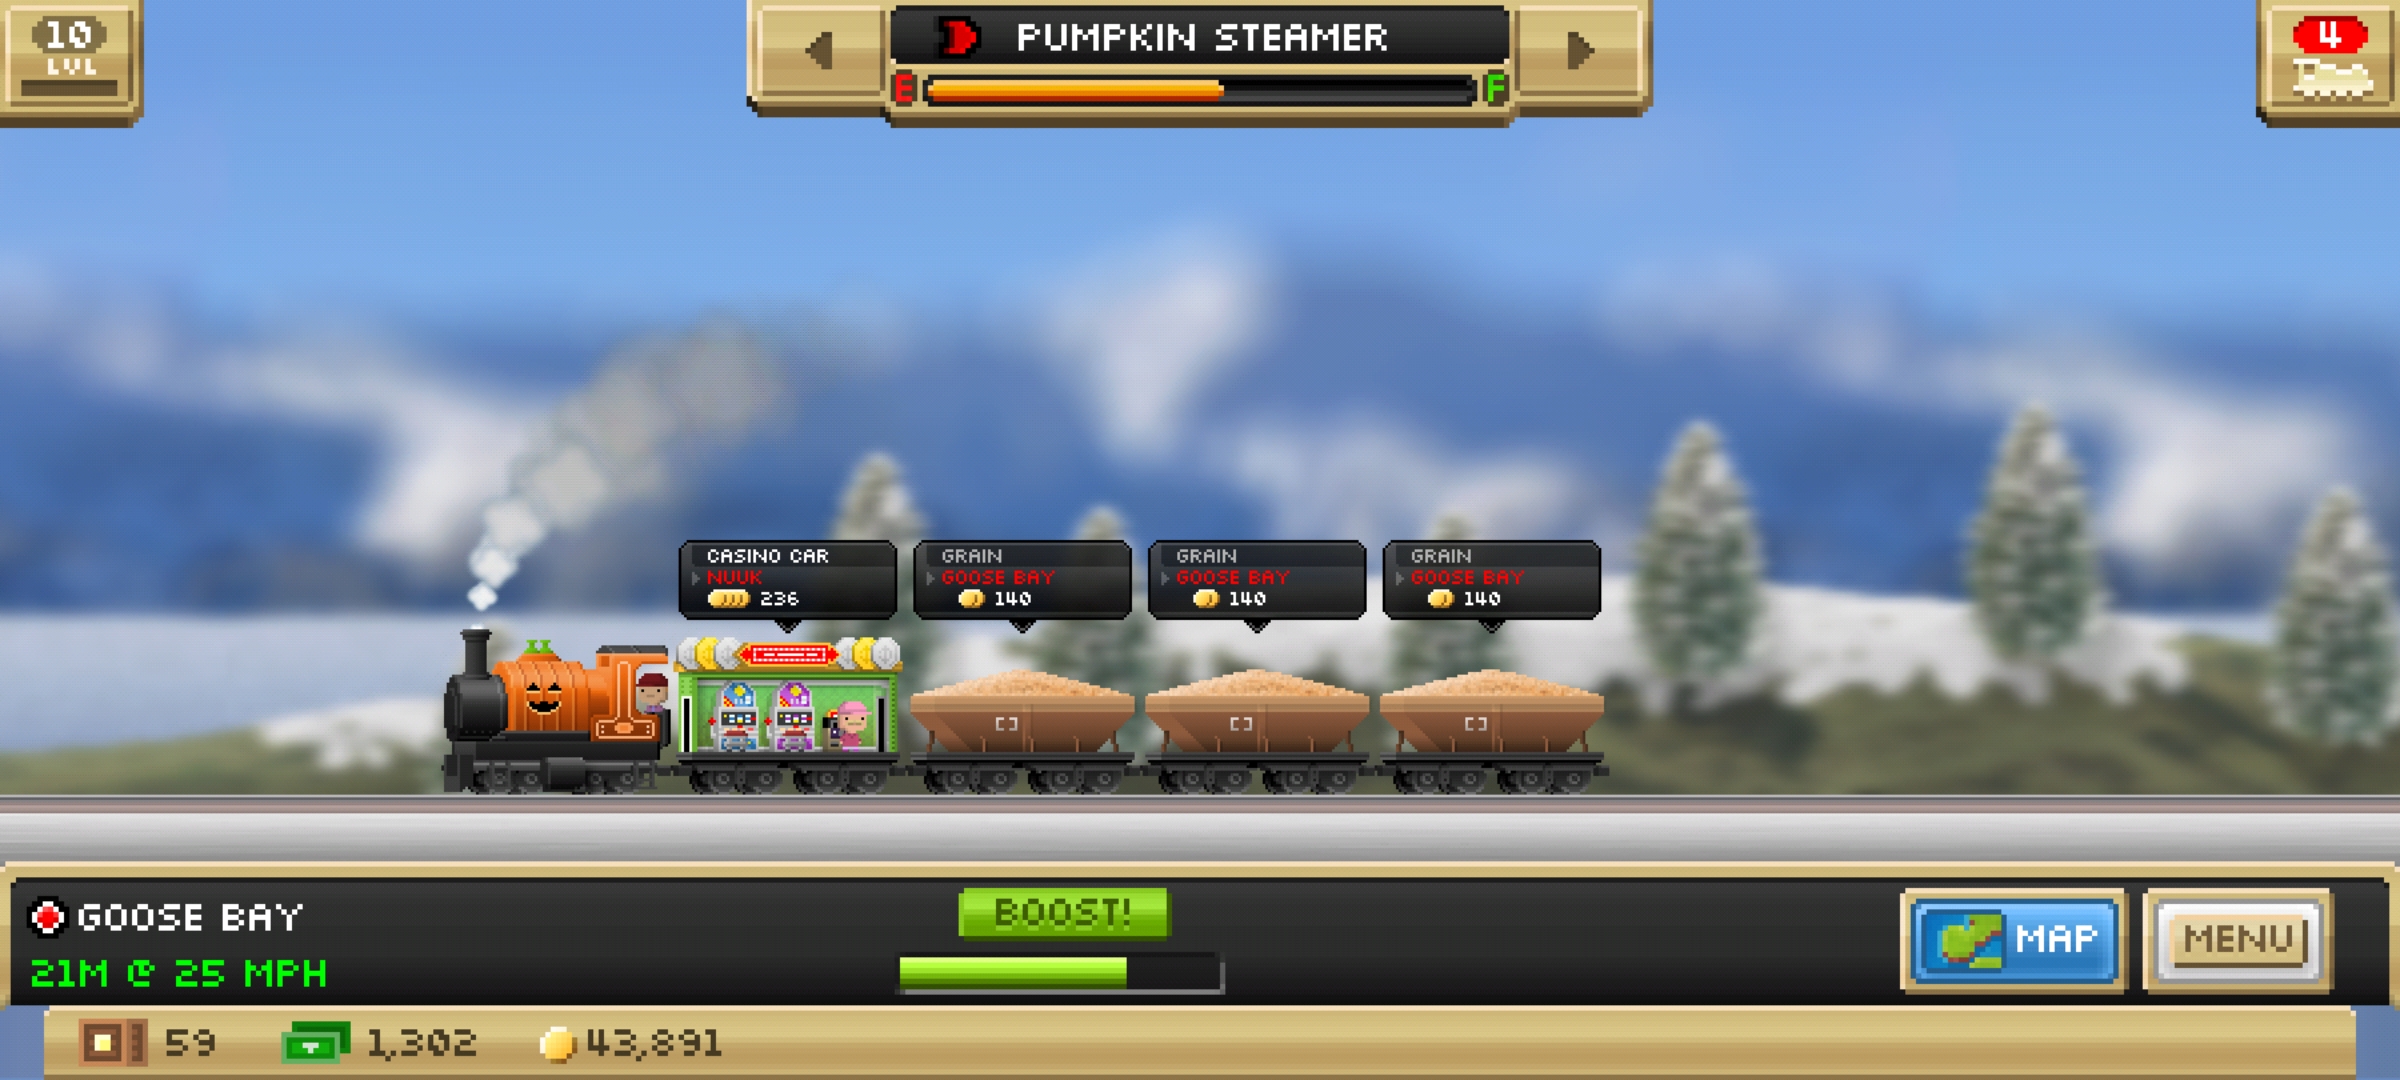 10
LVL
PUMPKIN STEAMER
E F
4
CASINO CAR
NUUK
236
GRAIN
GOOSE BAY
140
GRAIN
GOOSE BAY
140
GRAIN
GOOSE BAY
140
GOOSE BAY
21M @ 25 MPH
BOOST!
MAP
MENU
59
1,302
43,891